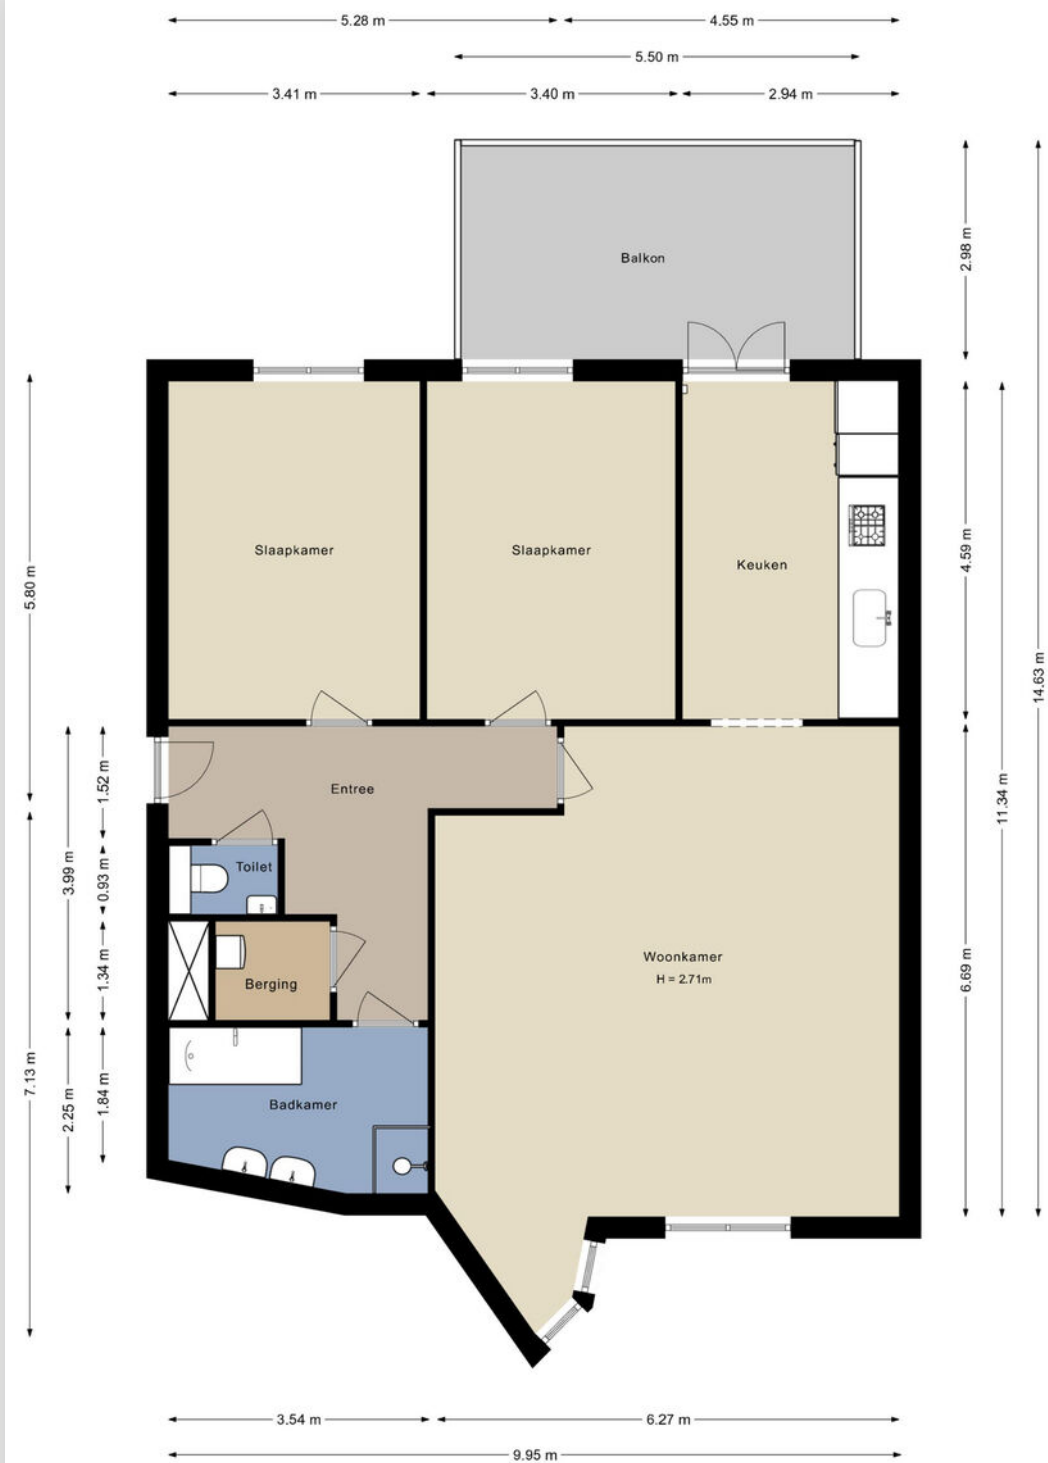 5.28 m
4.55 m
5.50 m
3.41 m
3.40 m
2.94 m
Balkon
2.98 m
Slaapkamer
Slaapkamer
Keuken
4.59 m
5.80 m
14.63 m
Entree
1.52 m
11.34 m
Toilet
0.93 m
3.99 m
Woonkamer
H = 2.71m
Berging
1.34 m
6.69 m
7.13 m
Badkamer
1.84 m
2.25 m
3.54 m
6.27 m
9.95 m